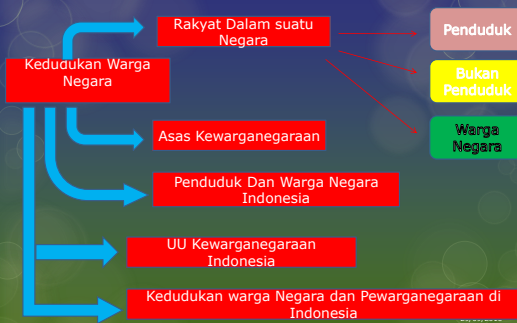 Rakyat Dalam suatu
Negara
Penduduk
Kedudukan Warga
Negara
Bukan
Penduduk
Warga
Negara
Asas Kewarganegaraan
Penduduk Dan Warga Negara
Indonesia
UU Kewarganegaraan
Indonesia
Kedudukan warga Negara dan Pewarganegaraan di
Indonesia